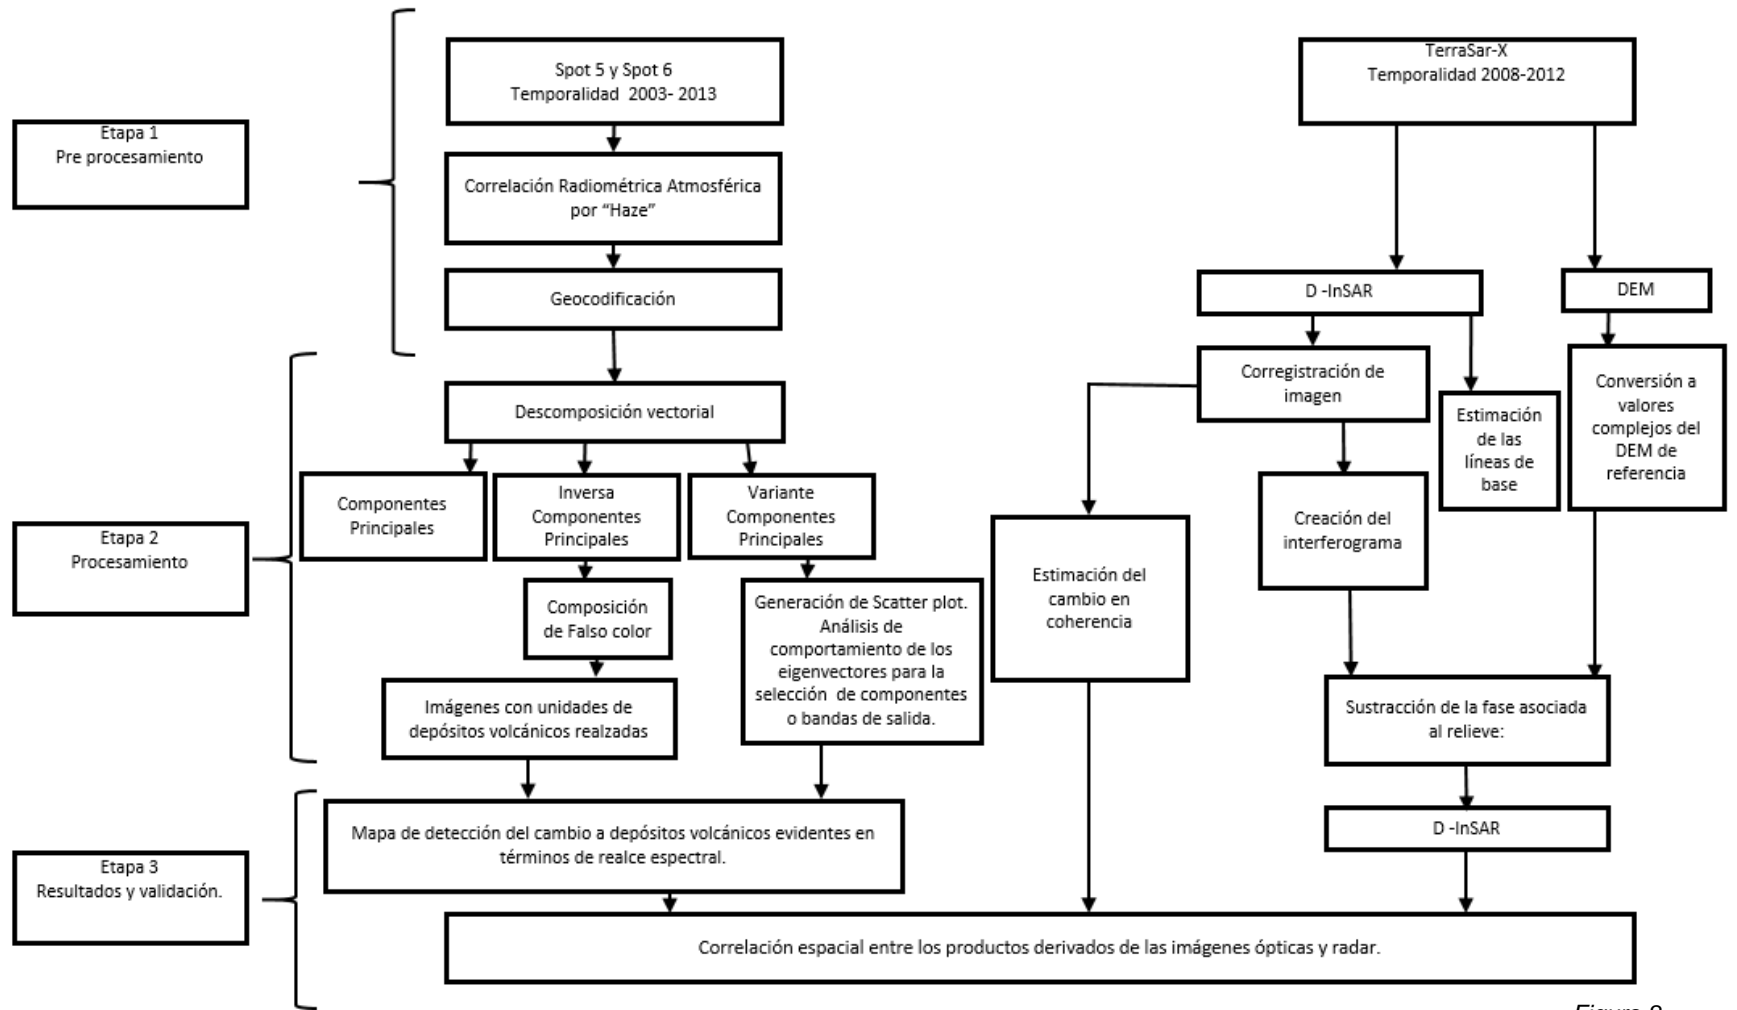 Etapa 1
Pre procesamiento
Spot 5 y Spot 6
Temporalidad 2003- 2013
Correlación Radiométrica Atmosférica
por “Haze”
Geocodificación
TerraSar-X
Temporalidad 2008-2012
D -InSAR
DEM
Etapa 2
Procesamiento
Descomposición vectorial
Componentes
Principales
Inversa
Componentes
Principales
Variante
Componentes
Principales
Composición
de Falso color
Generación de Scatter plot.
Análisis de
comportamiento de los
eigenvectores para la
selección de componentes
o bandas de salida.
Imágenes con unidades de
depósitos volcánicos realzadas
Corregistración de
imagen
Estimación
de las
líneas de
base
Conversión a
valores
complejos del
DEM de
referencia
Estimación del
cambio en
coherencia
Creación del
interferograma
Sustracción de la fase asociada
al relieve:
D -InSAR
Etapa 3
Resultados y validación.
Mapa de detección del cambio a depósitos volcánicos evidentes en
términos de realce espectral.
Correlación espacial entre los productos derivados de las imágenes ópticas y radar.